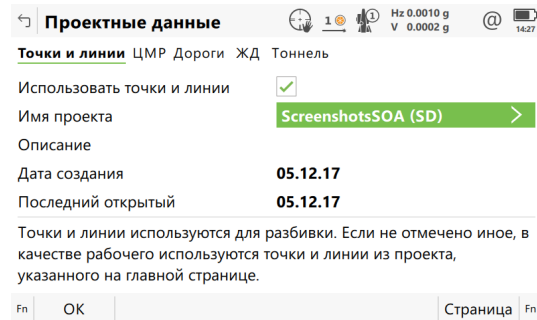 Проектные данные
1
1
Hz 0.0010 g
V 0.0002 g
@
14:27
Точки и линии ЦМР Дороги ЖД Тоннель
Использовать точки и линии
Имя проекта ScreenshotsSOA (SD)
Описание
Дата создания 05.12.17
Последний открытый 05.12.17
Точки и линии используются для разбивки. Если не отмечено иное, в
качестве рабочего используются точки и линии из проекта,
указанного на главной странице.
Fn ОК Страница Fn